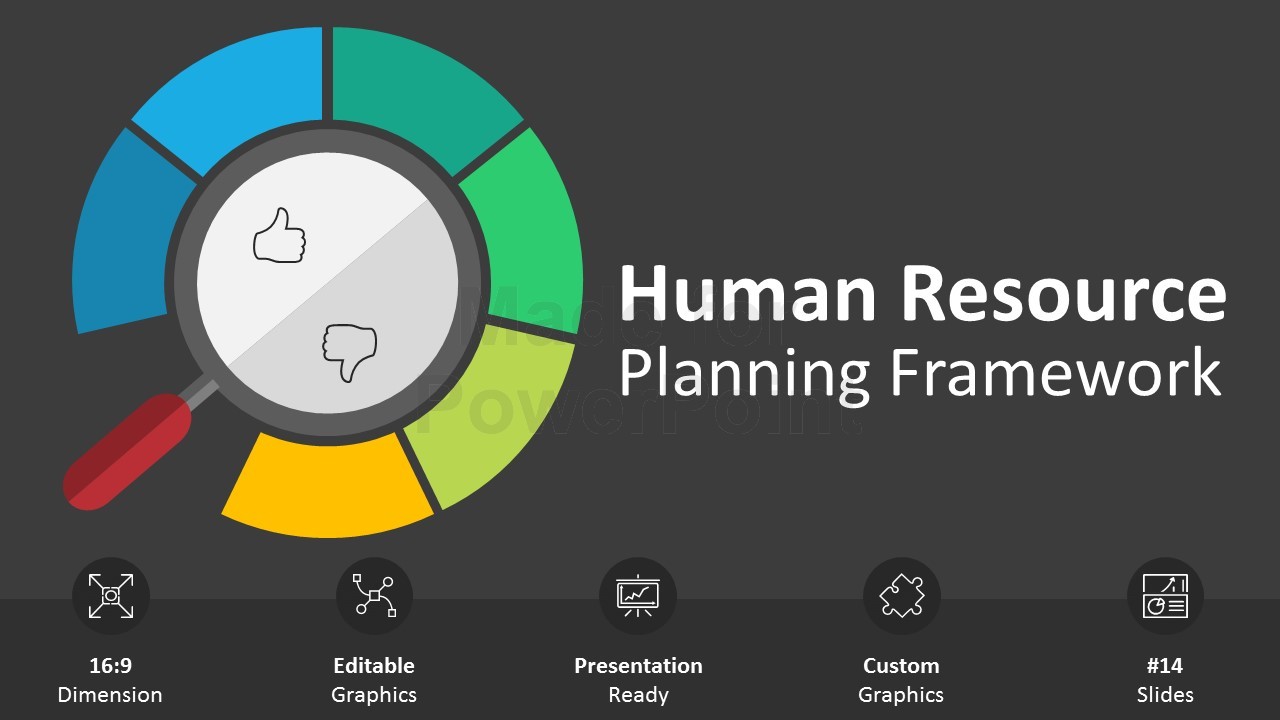 Human Resource
Planning Framework
Made for
PowerPoint
16:9
Dimension
Editable
Graphics
Presentation
Ready
Custom
Graphics
#14
Slides